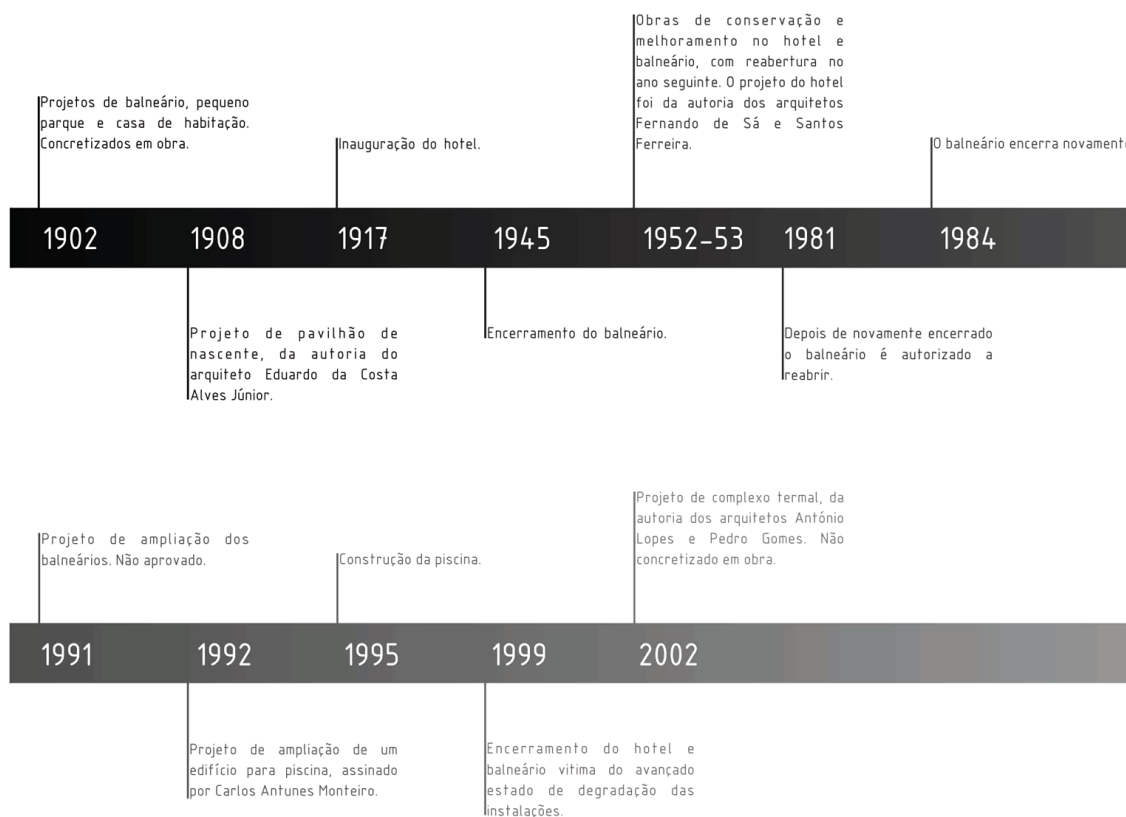 Obras de conservação e
melhoramento no hotel e
balneário, com reabertura no
ano seguinte. O projeto do hotel
foi da autoria dos arquitetos
Fernando de Sá e Santos
Ferreira.
Projetos de balneário, pequeno
parque e casa de habitação.
Concretizados em obra.
Inauguração do hotel.
O balneário encerra novamente
1902 1908 1917 1945 1952-53 1981 1984
Projeto de pavilhão de
nascente, da autoria do
arquiteto Eduardo da Costa
Alves Júnior.
Encerramento do balneário.
Depois de novamente encerrado
o balneário é autorizado a
reabrir.
Projeto de ampliação dos
balneários. Não aprovado.
Construção da piscina.
Projeto de complexo termal, da
autoria dos arquitetos António
Lopes e Pedro Gomes. Não
concretizado em obra.
1991 1992 1995 1999 2002
Projeto de ampliação de um
edifício para piscina, assinado
por Carlos Antunes Monteiro.
Encerramento do hotel e
balneário vitima do avançado
estado de degradação das
instalações.